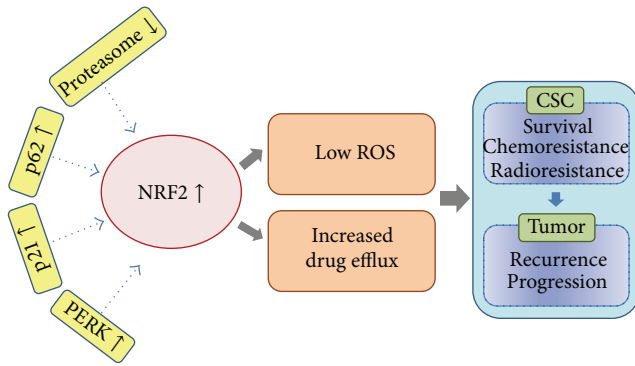 Proteasome ↓
p62 ↑
p21 ↑
PERK ↑
NRF2 ↑
Low ROS
Increased
drug efflux
CSC
Survival
Chemoresistance
Radioresistance
Tumor
Recurrence
Progression